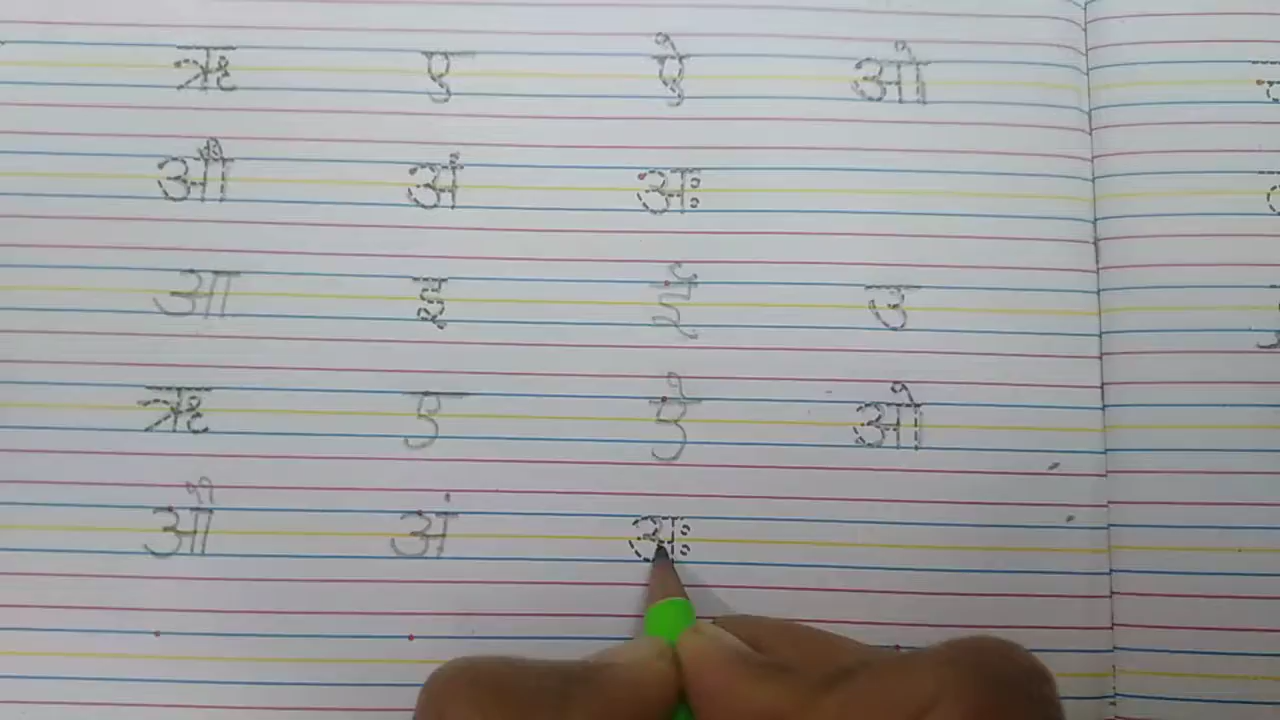 ऋ ए ऐ ओ
औ अं अः
आ इ ई उ
ऋ ए ऐ ओ
औ अं अः